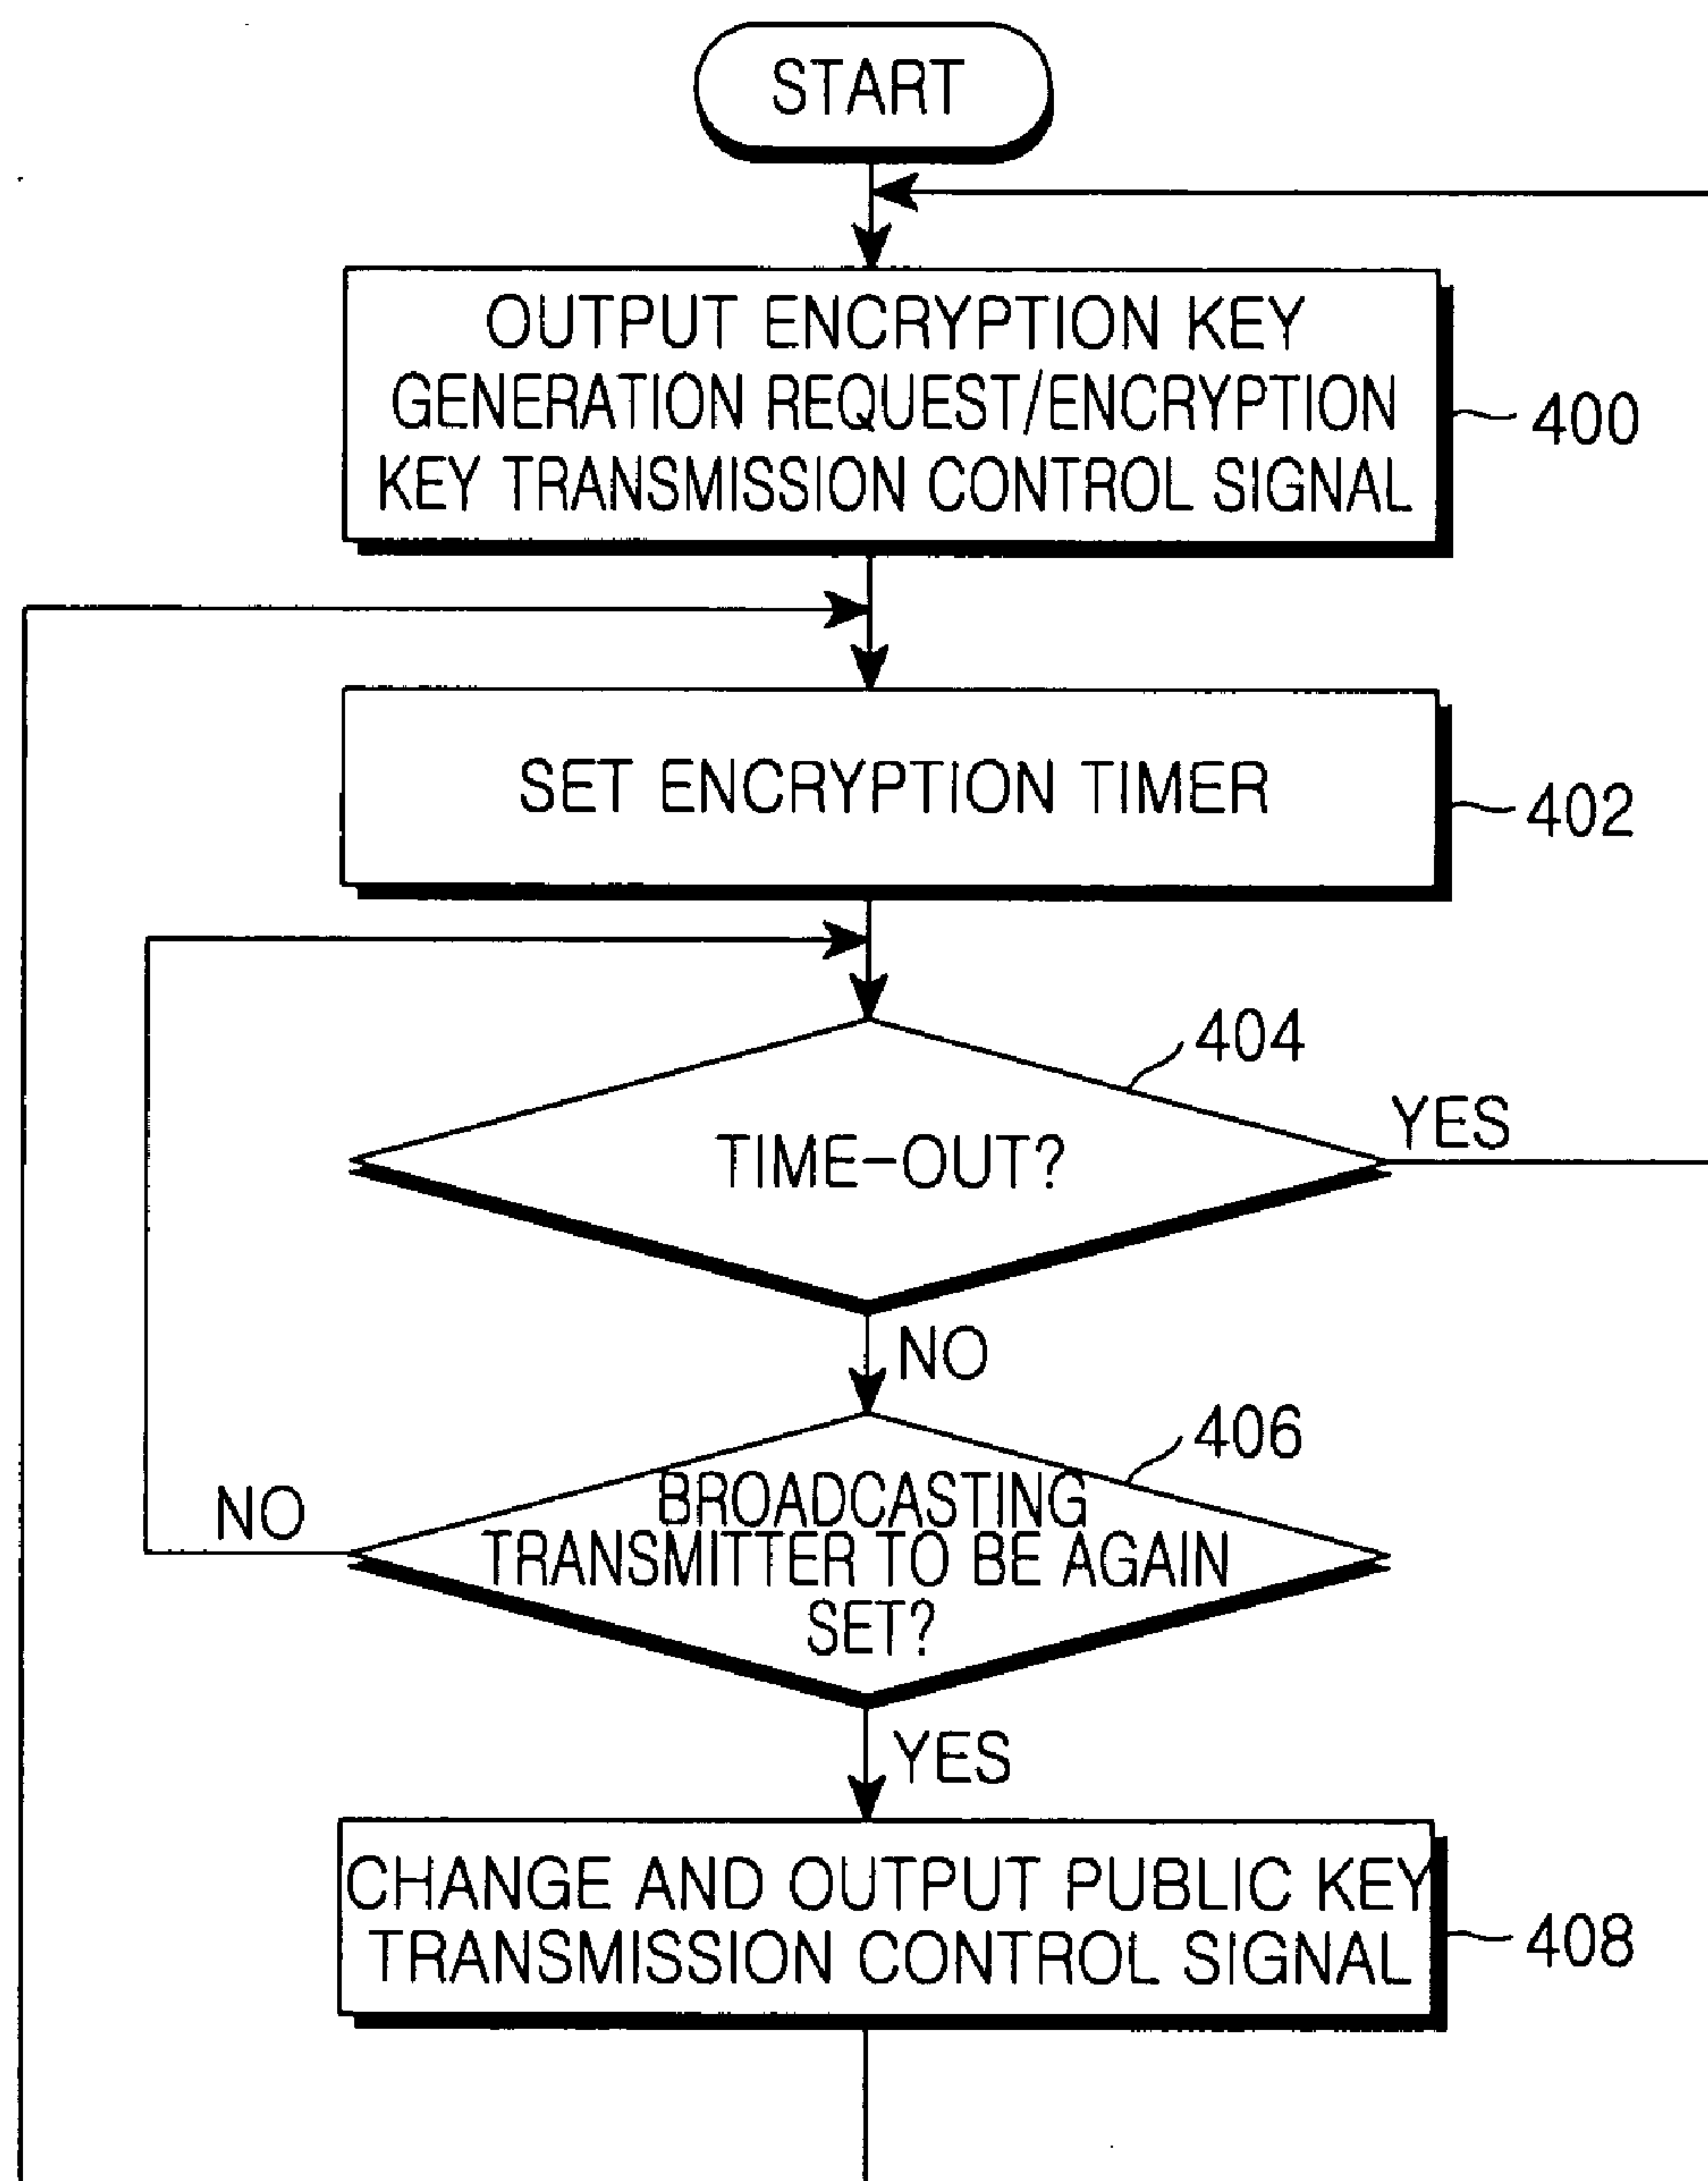 START
OUTPUT ENCRYPTION KEY
GENERATION REQUEST/ENCRYPTION
KEY TRANSMISSION CONTROL SIGNAL
400
SET ENCRYPTION TIMER
402
404
TIME-OUT?
YES
NO
406
BROADCASTING
TRANSMITTER TO BE AGAIN
SET?
NO
YES
CHANGE AND OUTPUT PUBLIC KEY
TRANSMISSION CONTROL SIGNAL
408